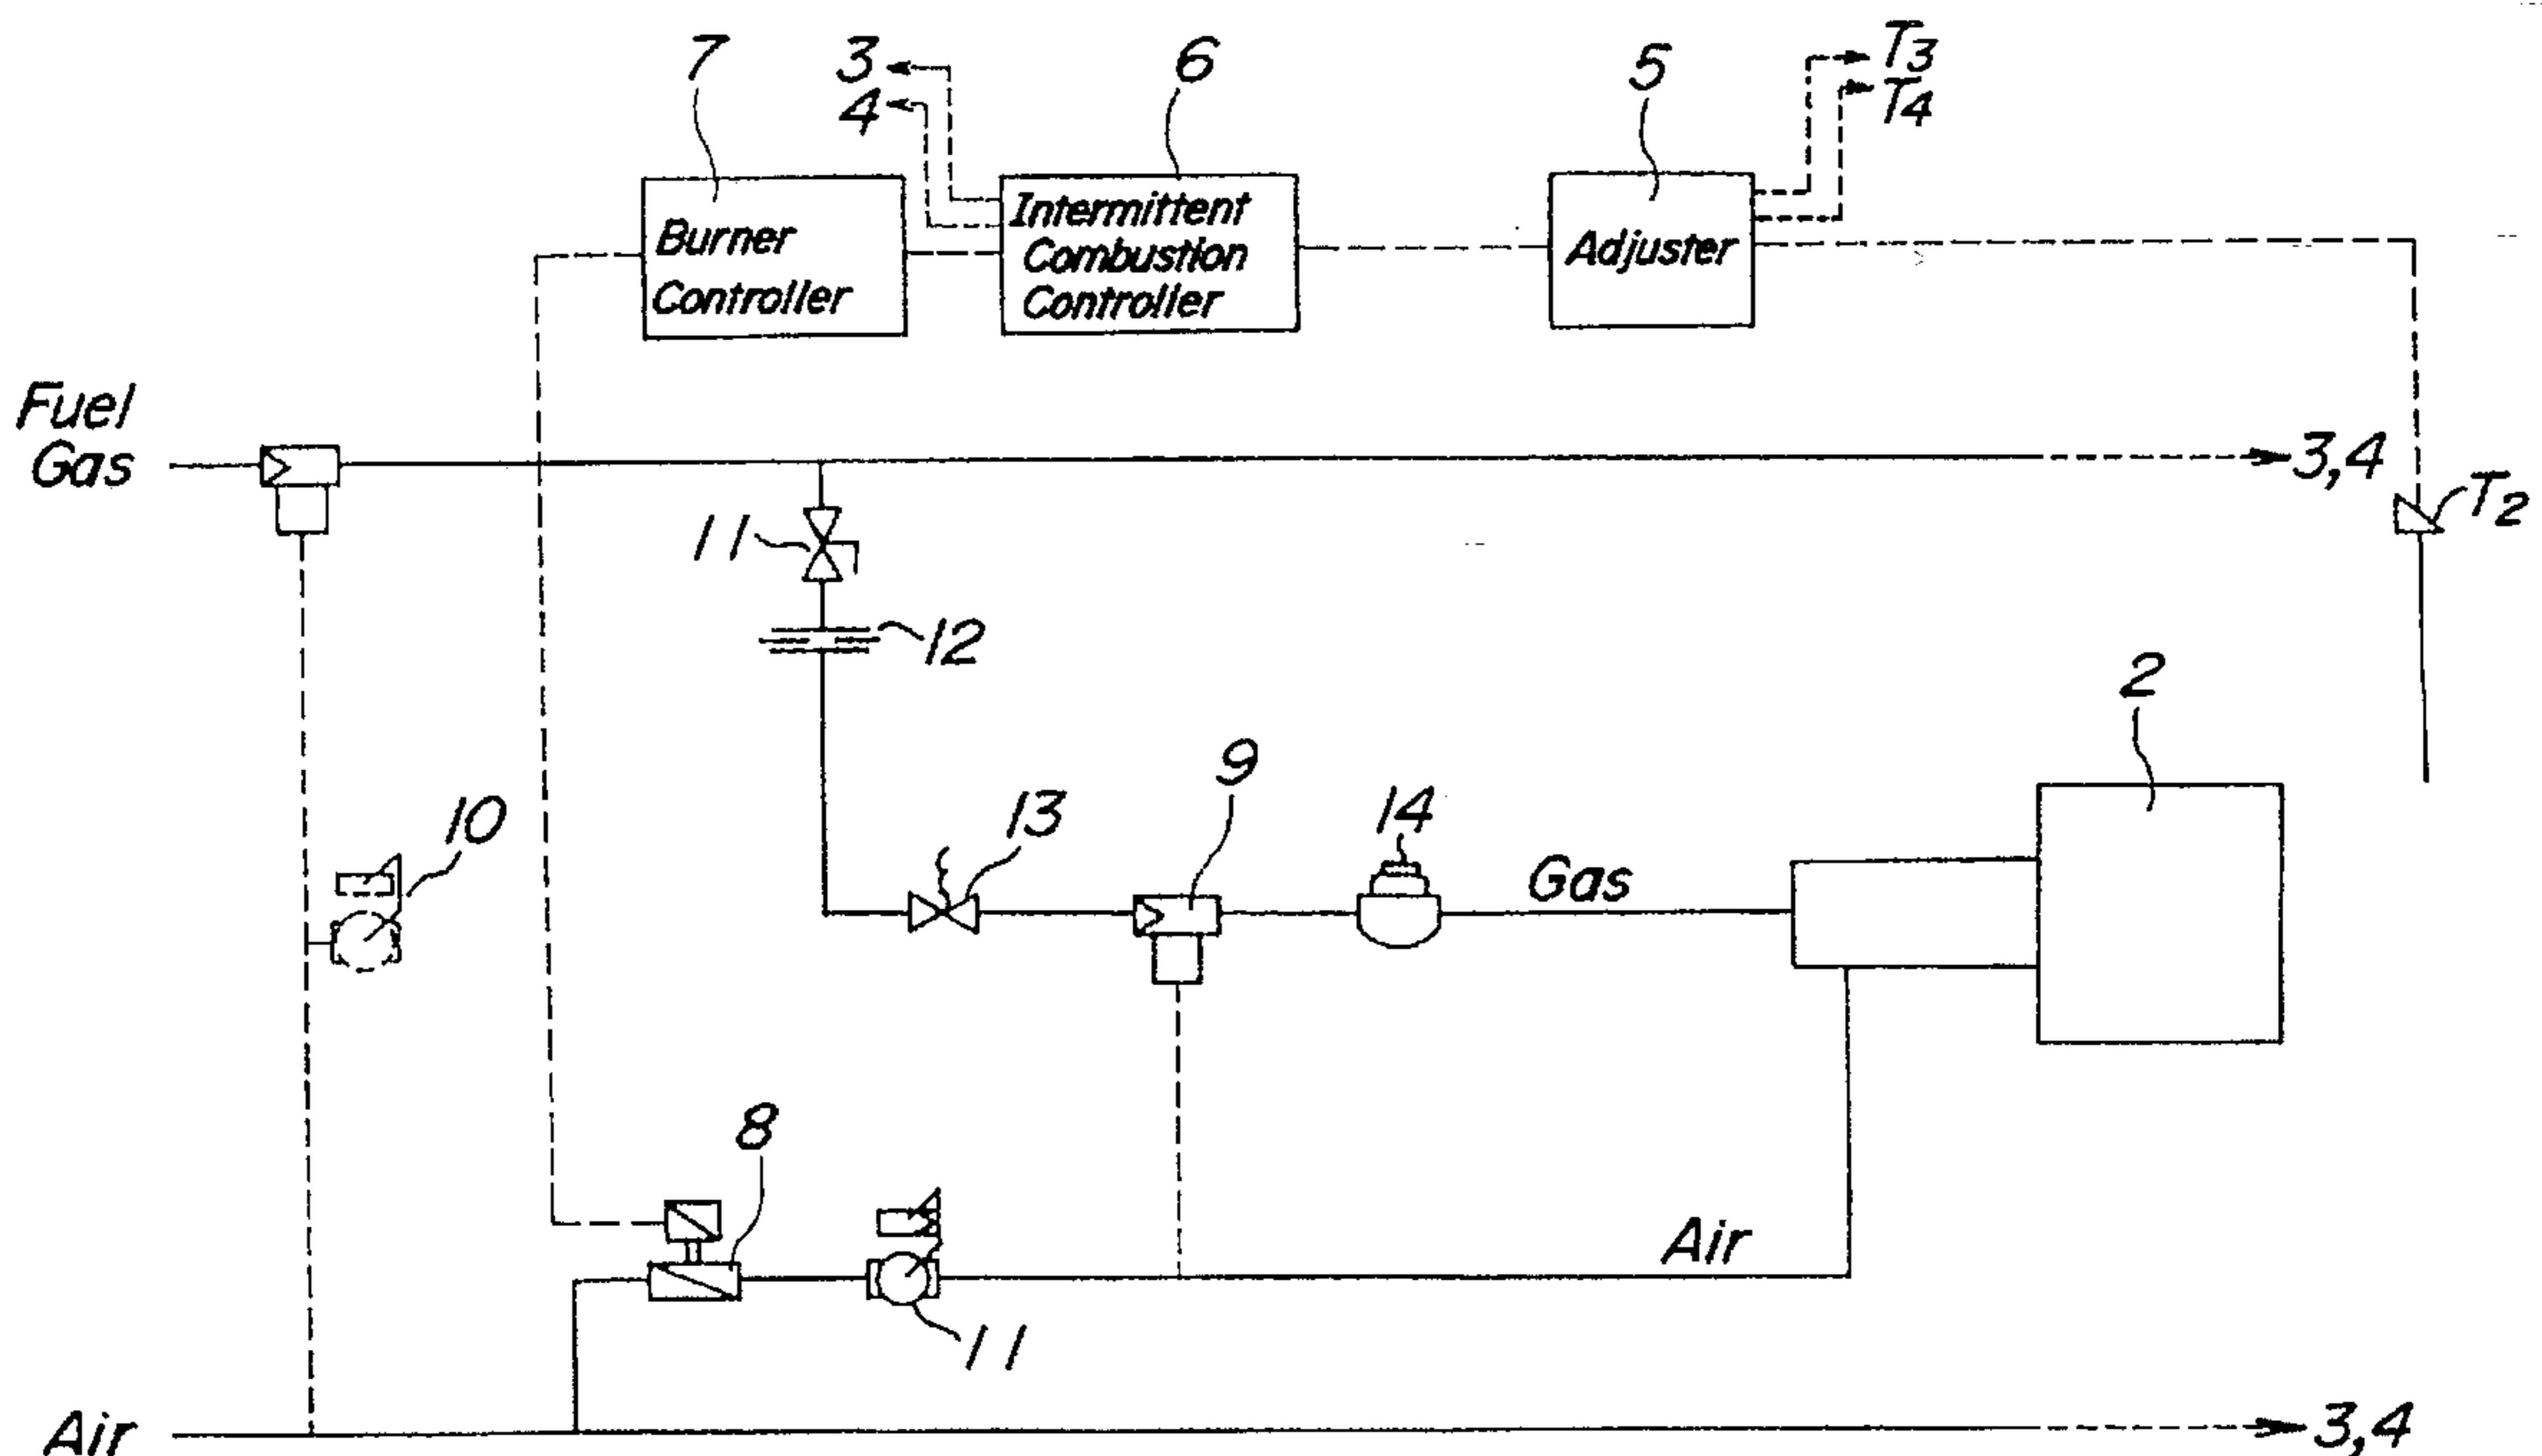 7
3
4
6
5
T3
T4
Burner
Controller
Intermittent
Combustion
Controller
Adjuster
Fuel
Gas
3,4
T2
11
12
2
9
13
14
10
Gas
8
Air
11
Air
3,4